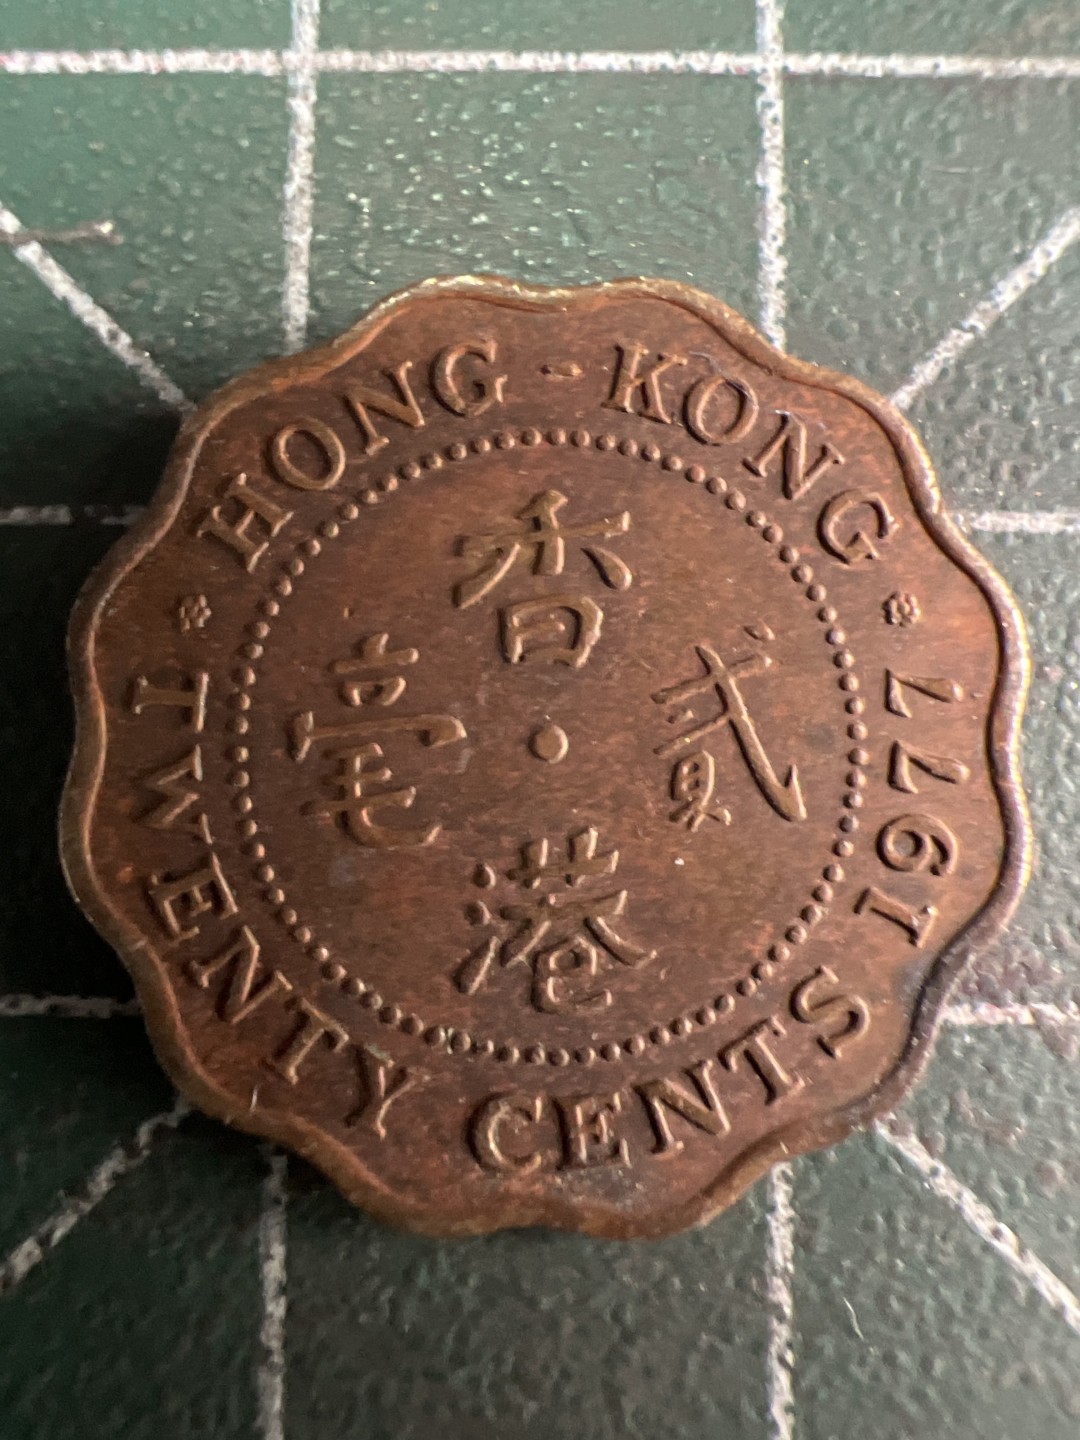 HONG-KONG
1977
TWENTY CENTS
香港
貳毫